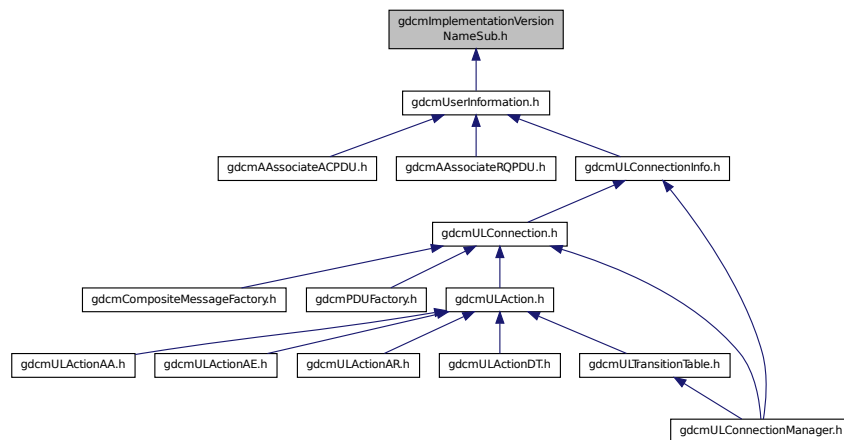 gdcmImplementationVersion
NameSub.h
gdcmUserInformation.h
gdcmAAssociateACPDU.h
gdcmAAssociateRQPDU.h
gdcmULConnectionInfo.h
gdcmULConnection.h
gdcmCompositeMessageFactory.h
gdcmPDUFactory.h
gdcmULAction.h
gdcmULActionAA.h
gdcmULActionAE.h
gdcmULActionAR.h
gdcmULActionDT.h
gdcmULTransitionTable.h
gdcmULConnectionManager.h